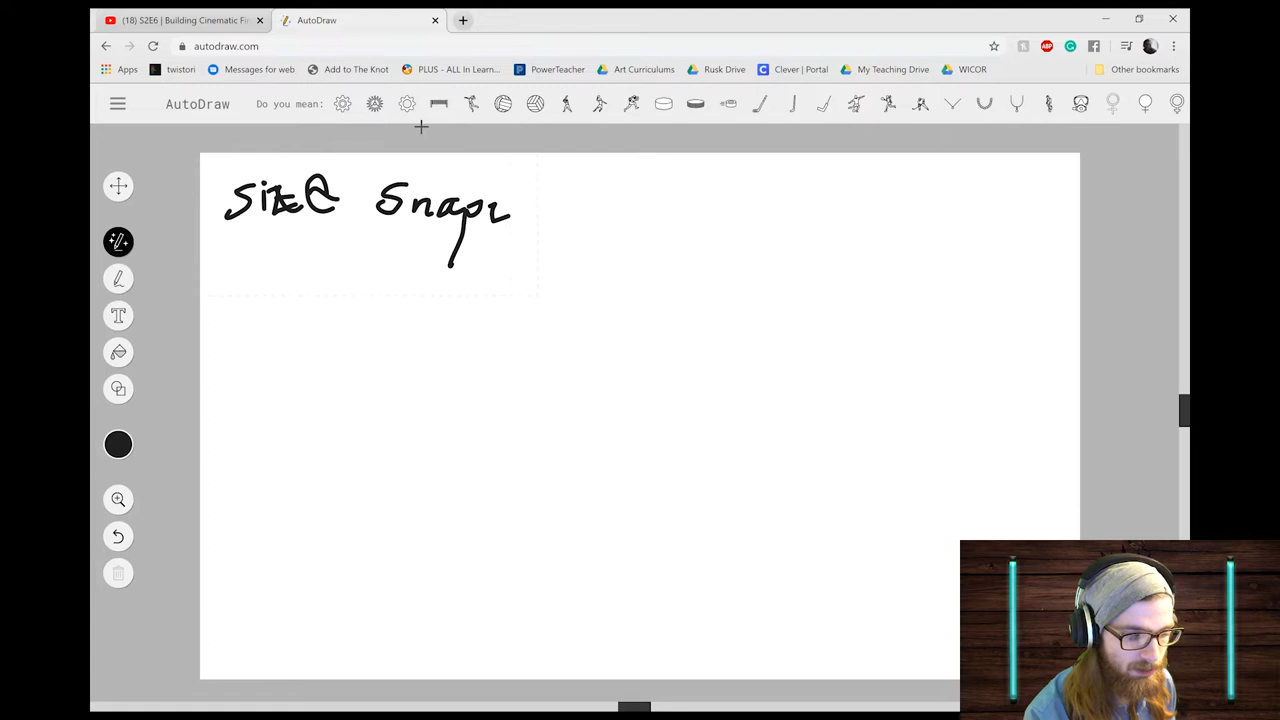 (18) S2E6 | Building Cinematic Fi
AutoDraw
autodraw.com
Apps
twistori
Messages for web
Add to The Knot
PLUS - ALL In Learn...
PowerTeacher
Art Curriculums
Rusk Drive
Clever | Portal
My Teaching Drive
WICOR
Other bookmarks
AutoDraw
Do you mean:
size Snaps